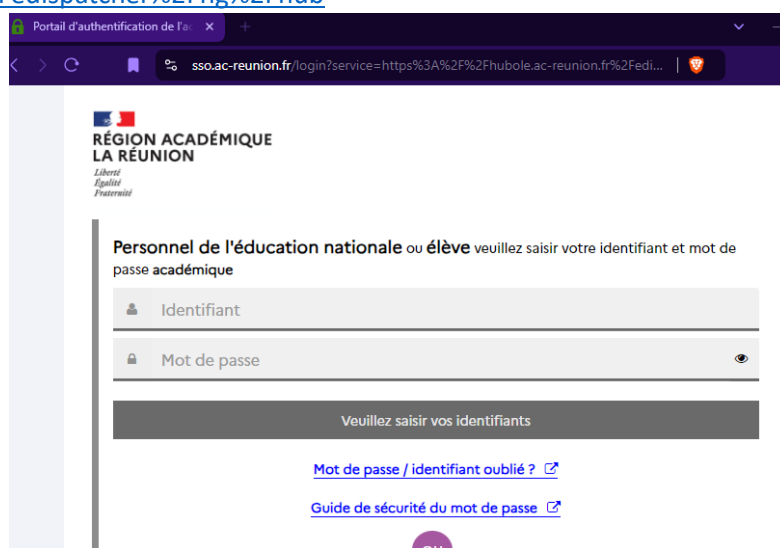 Portail d'authentification de l'ac
sso.ac-reunion.fr/login?service=https%3A%2F%2Fhubole.ac-reunion.fr%2Fedi...
RÉGION ACADÉMIQUE
LA RÉUNION
Liberté
Égalité
Fraternité
Personnel de l'éducation nationale ou élève veuillez saisir votre identifiant et mot de
passe académique
Identifiant
Mot de passe
Veuillez saisir vos identifiants
Mot de passe / identifiant oublié ?
Guide de sécurité du mot de passe